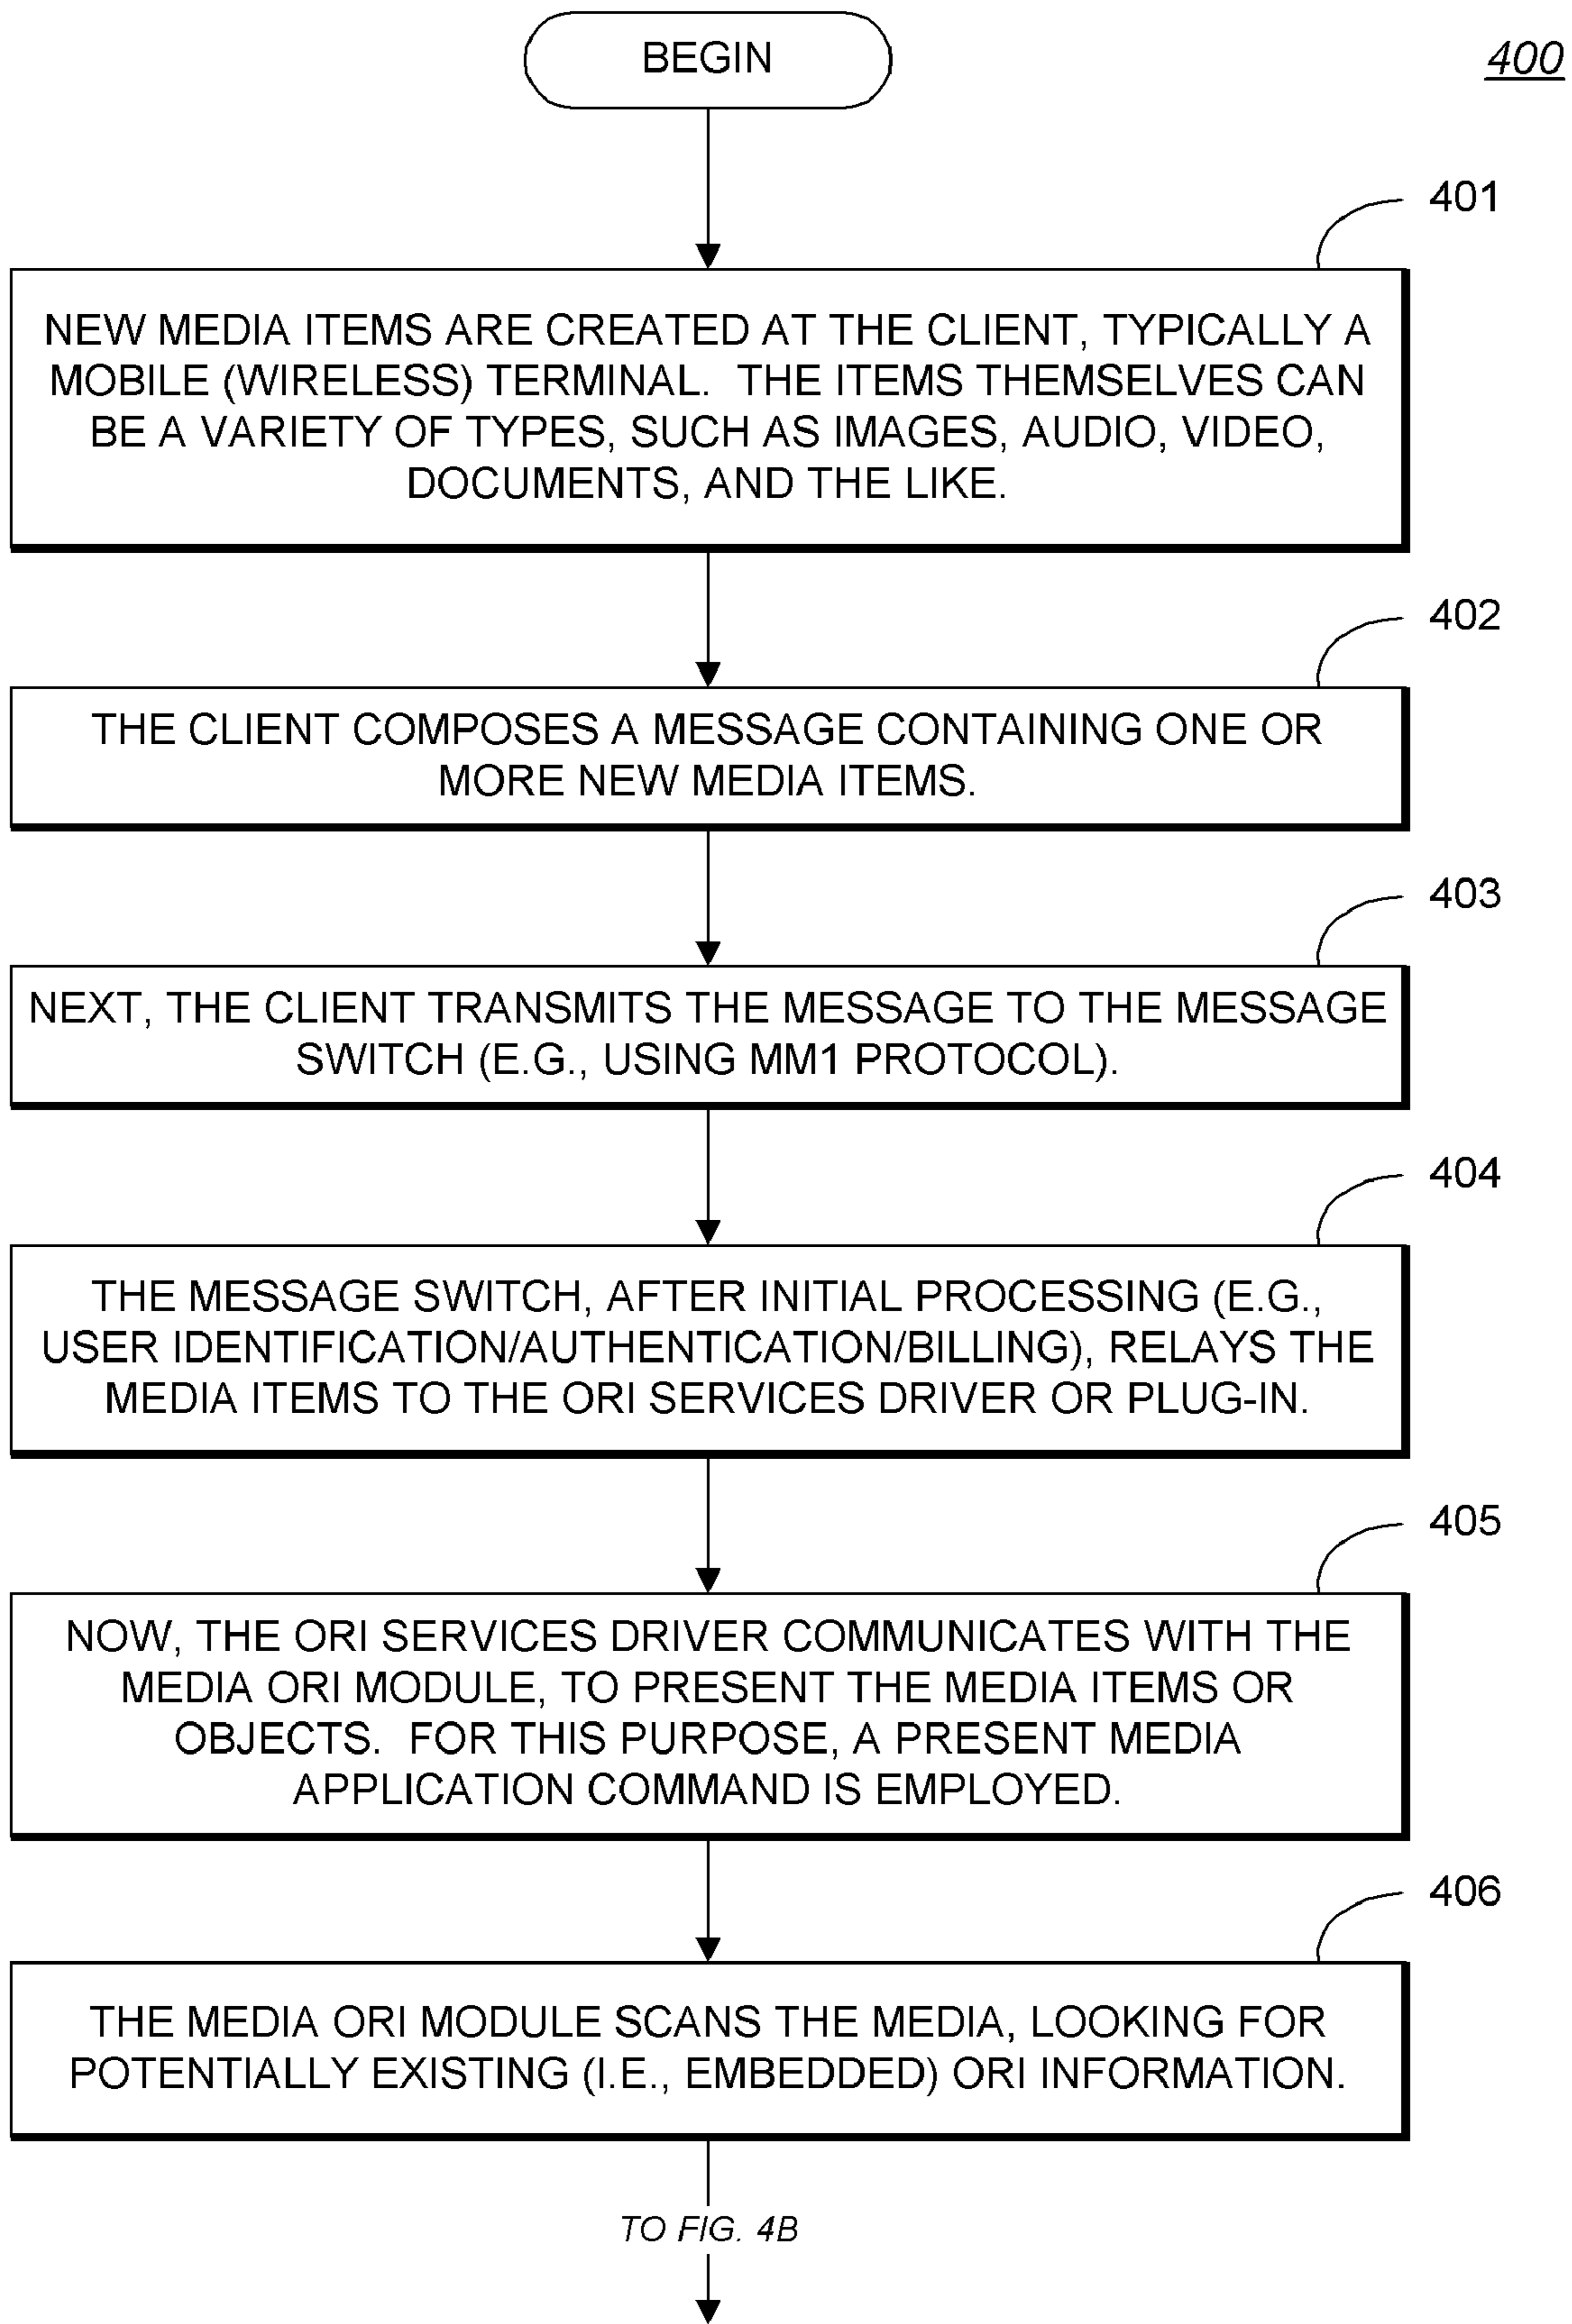 BEGIN
400
401
NEW MEDIA ITEMS ARE CREATED AT THE CLIENT, TYPICALLY A
MOBILE (WIRELESS) TERMINAL. THE ITEMS THEMSELVES CAN
BE A VARIETY OF TYPES, SUCH AS IMAGES, AUDIO, VIDEO,
DOCUMENTS, AND THE LIKE.
402
THE CLIENT COMPOSES A MESSAGE CONTAINING ONE OR
MORE NEW MEDIA ITEMS.
403
NEXT, THE CLIENT TRANSMITS THE MESSAGE TO THE MESSAGE
SWITCH (E.G., USING MM1 PROTOCOL).
404
THE MESSAGE SWITCH, AFTER INITIAL PROCESSING (E.G.,
USER IDENTIFICATION/AUTHENTICATION/BILLING), RELAYS THE
MEDIA ITEMS TO THE ORI SERVICES DRIVER OR PLUG-IN.
405
NOW, THE ORI SERVICES DRIVER COMMUNICATES WITH THE
MEDIA ORI MODULE, TO PRESENT THE MEDIA ITEMS OR
OBJECTS. FOR THIS PURPOSE, A PRESENT MEDIA
APPLICATION COMMAND IS EMPLOYED.
406
THE MEDIA ORI MODULE SCANS THE MEDIA, LOOKING FOR
POTENTIALLY EXISTING (I.E., EMBEDDED) ORI INFORMATION.
TO FIG. 4B